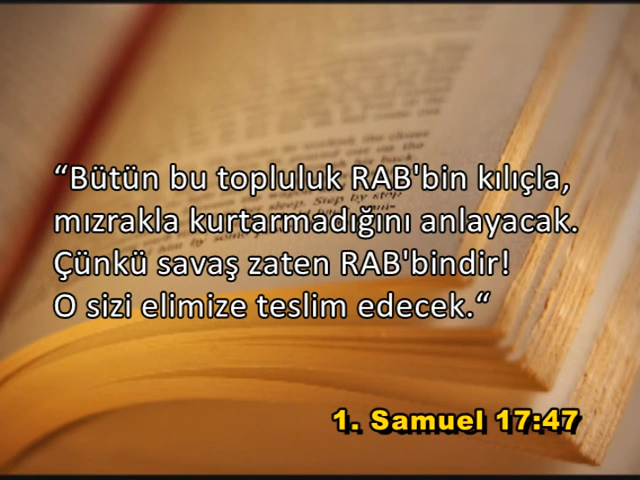 “Bütün bu topluluk RAB'bin kılıçla,
mızrakla kurtarmadığını anlayacak.
Çünkü savaş zaten RAB'bindir!
O sizi elimize teslim edecek.“
1. Samuel 17:47